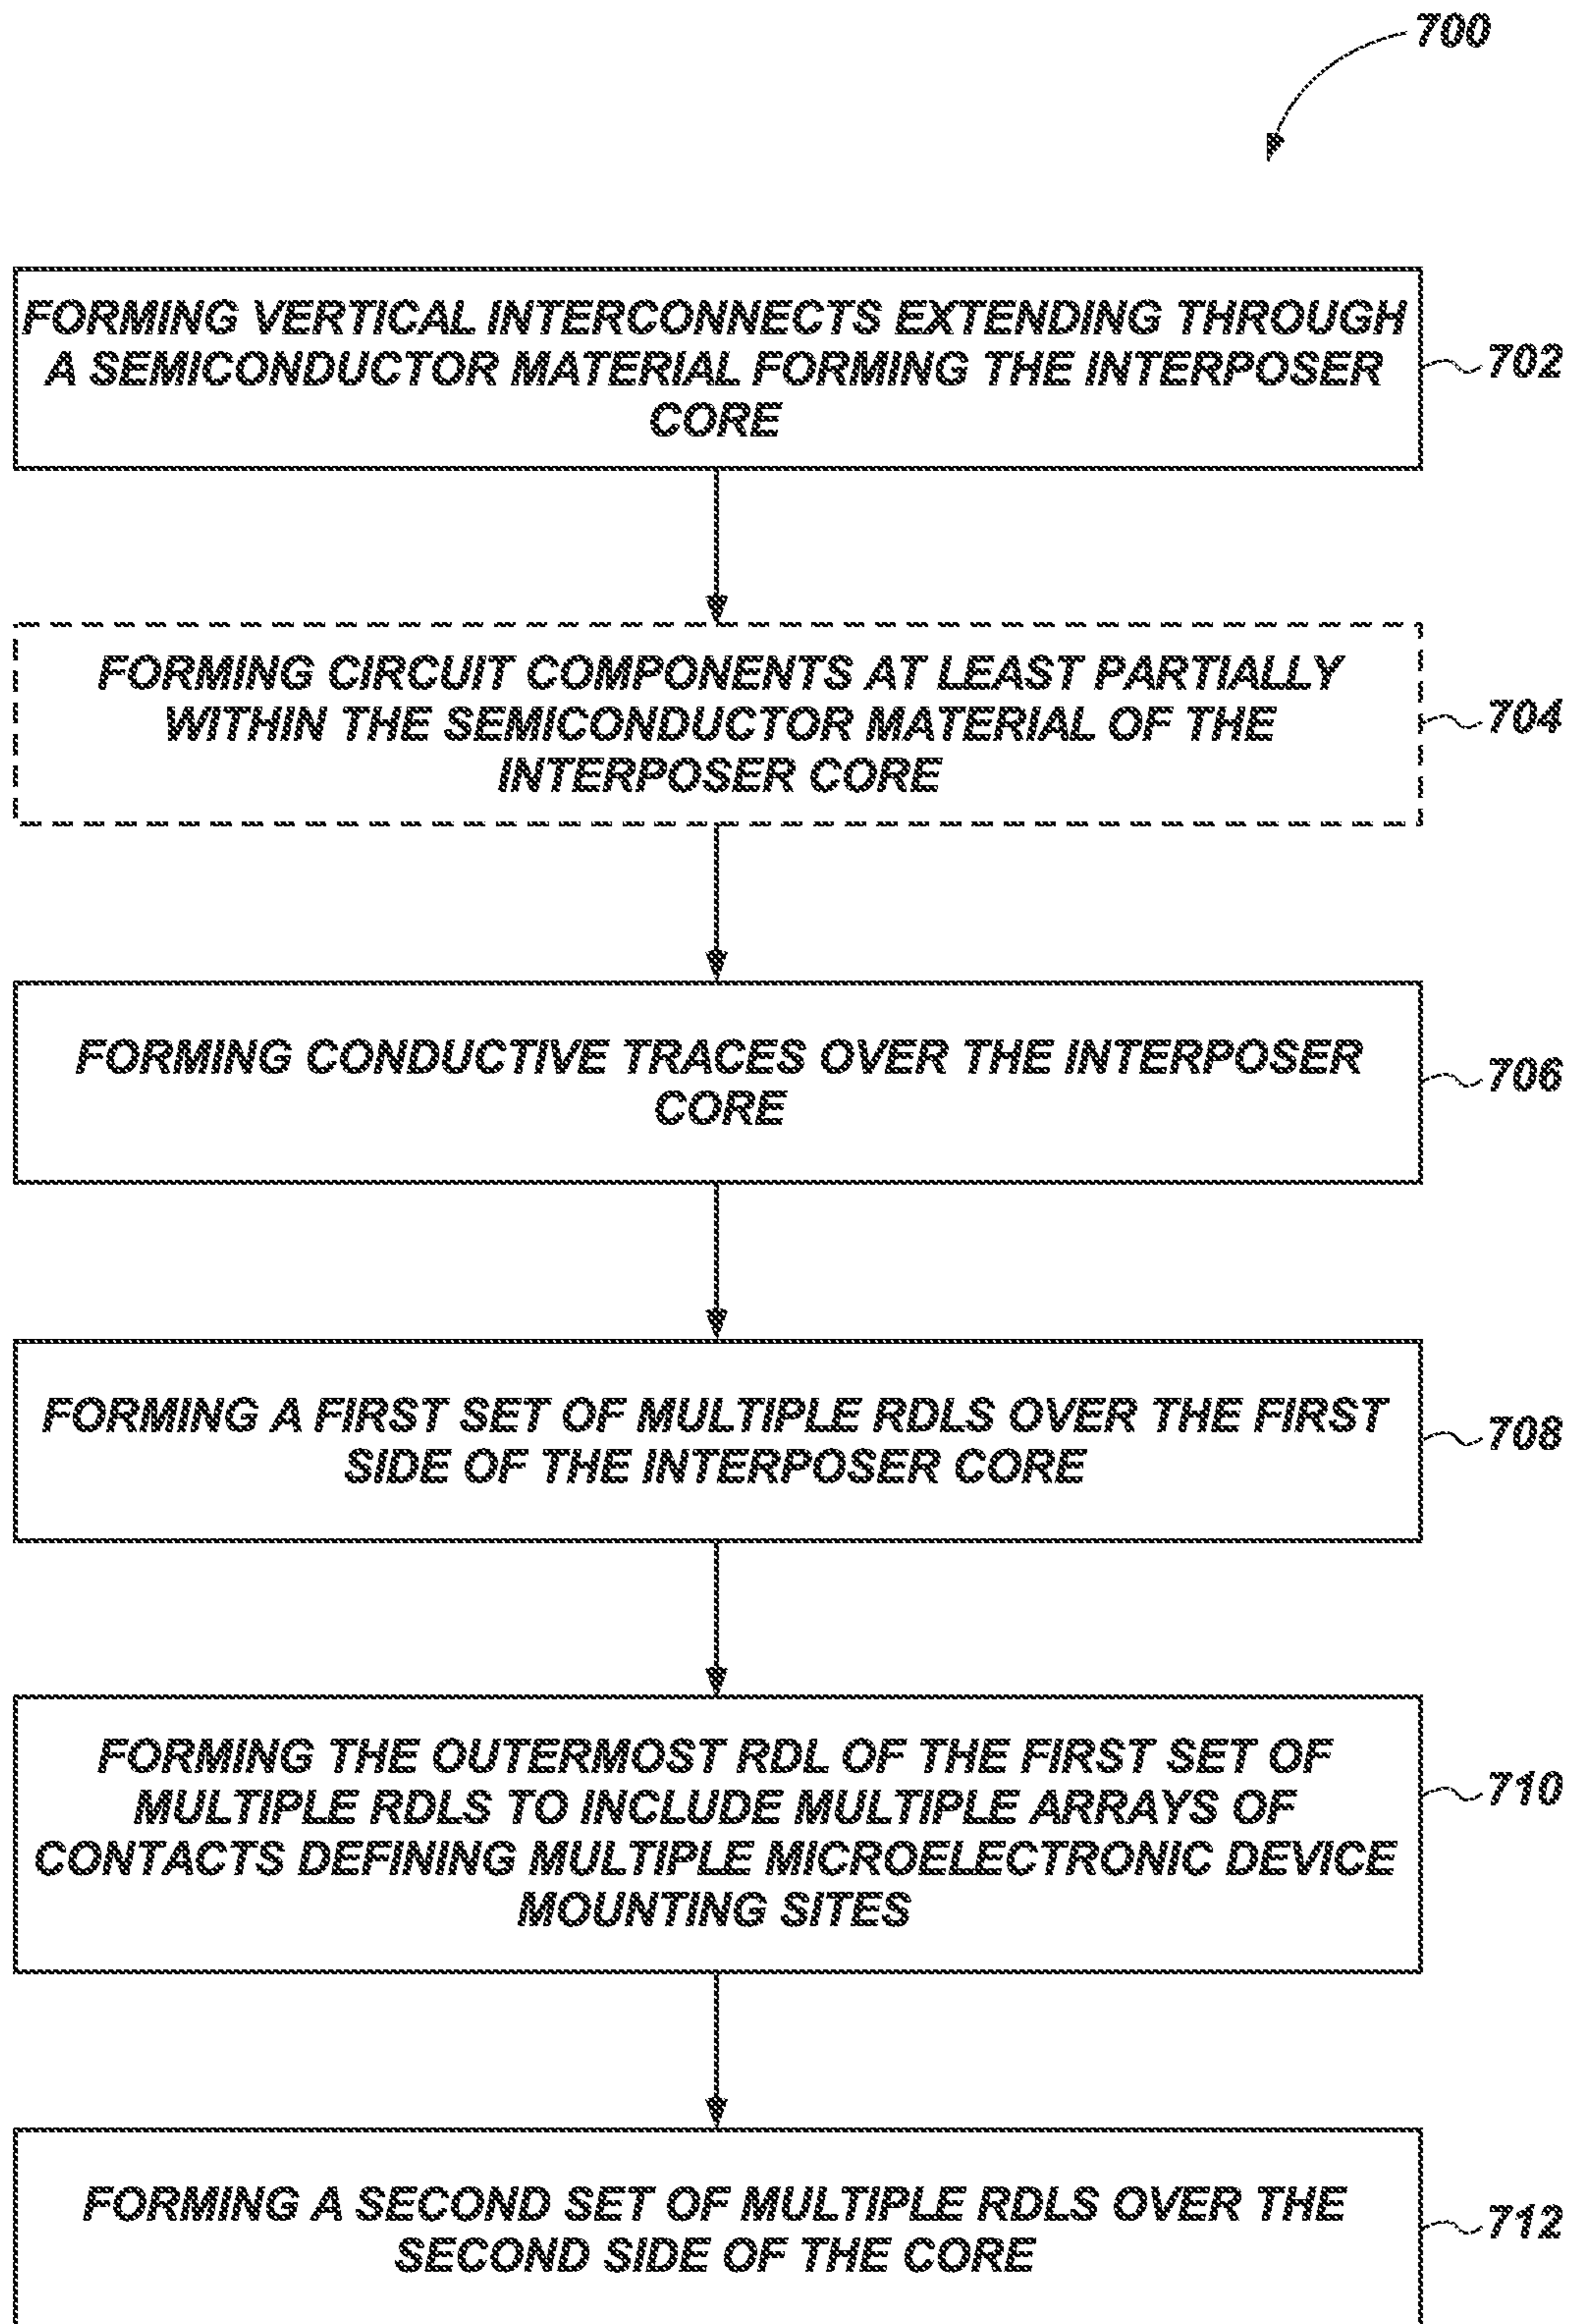 700
FORMING VERTICAL INTERCONNECTS EXTENDING THROUGH
A SEMICONDUCTOR MATERIAL FORMING THE INTERPOSER
CORE
702
FORMING CIRCUIT COMPONENTS AT LEAST PARTIALLY
WITHIN THE SEMICONDUCTOR MATERIAL OF THE
INTERPOSER CORE
704
FORMING CONDUCTIVE TRACES OVER THE INTERPOSER
CORE
706
FORMING A FIRST SET OF MULTIPLE RDLS OVER THE FIRST
SIDE OF THE INTERPOSER CORE
708
FORMING THE OUTERMOST RDL OF THE FIRST SET OF
MULTIPLE RDLS TO INCLUDE MULTIPLE ARRAYS OF
CONTACTS DEFINING MULTIPLE MICROELECTRONIC DEVICE
MOUNTING SITES
710
FORMING A SECOND SET OF MULTIPLE RDLS OVER THE
SECOND SIDE OF THE CORE
712